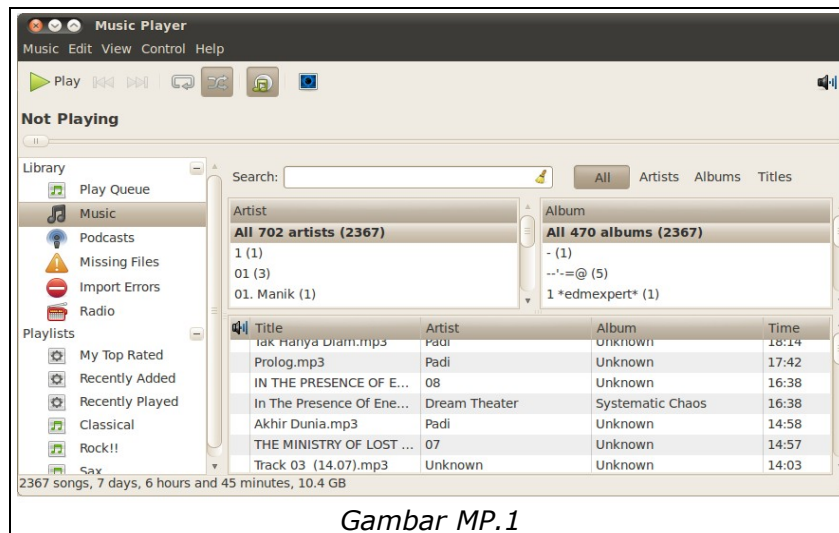 Music Player
Music Edit View Control Help
Play
Not Playing
Library
Play Queue
Music
Podcasts
Missing Files
Import Errors
Radio
Playlists
My Top Rated
Recently Added
Recently Played
Classical
Rock!!
Sax
Search: All Artists Albums Titles
Artist
All 702 artists (2367)
1 (1)
01 (3)
01. Manik (1)
Album
All 470 albums (2367)
- (1)
--'-=@ (5)
1 *edmexpert* (1)
Title Artist Album Time
Tak Hanya Diam.mp3 Padi Unknown 18:14
Prolog.mp3 Padi Unknown 17:42
IN THE PRESENCE OF E... 08 16:38
In The Presence Of Ene... Dream Theater Systematic Chaos 16:38
Akhir Dunia.mp3 Padi Unknown 14:58
THE MINISTRY OF LOST ... 07 14:57
Track 03 (14.07).mp3 Unknown Unknown 14:03
2367 songs, 7 days, 6 hours and 45 minutes, 10.4 GB
Gambar MP.1